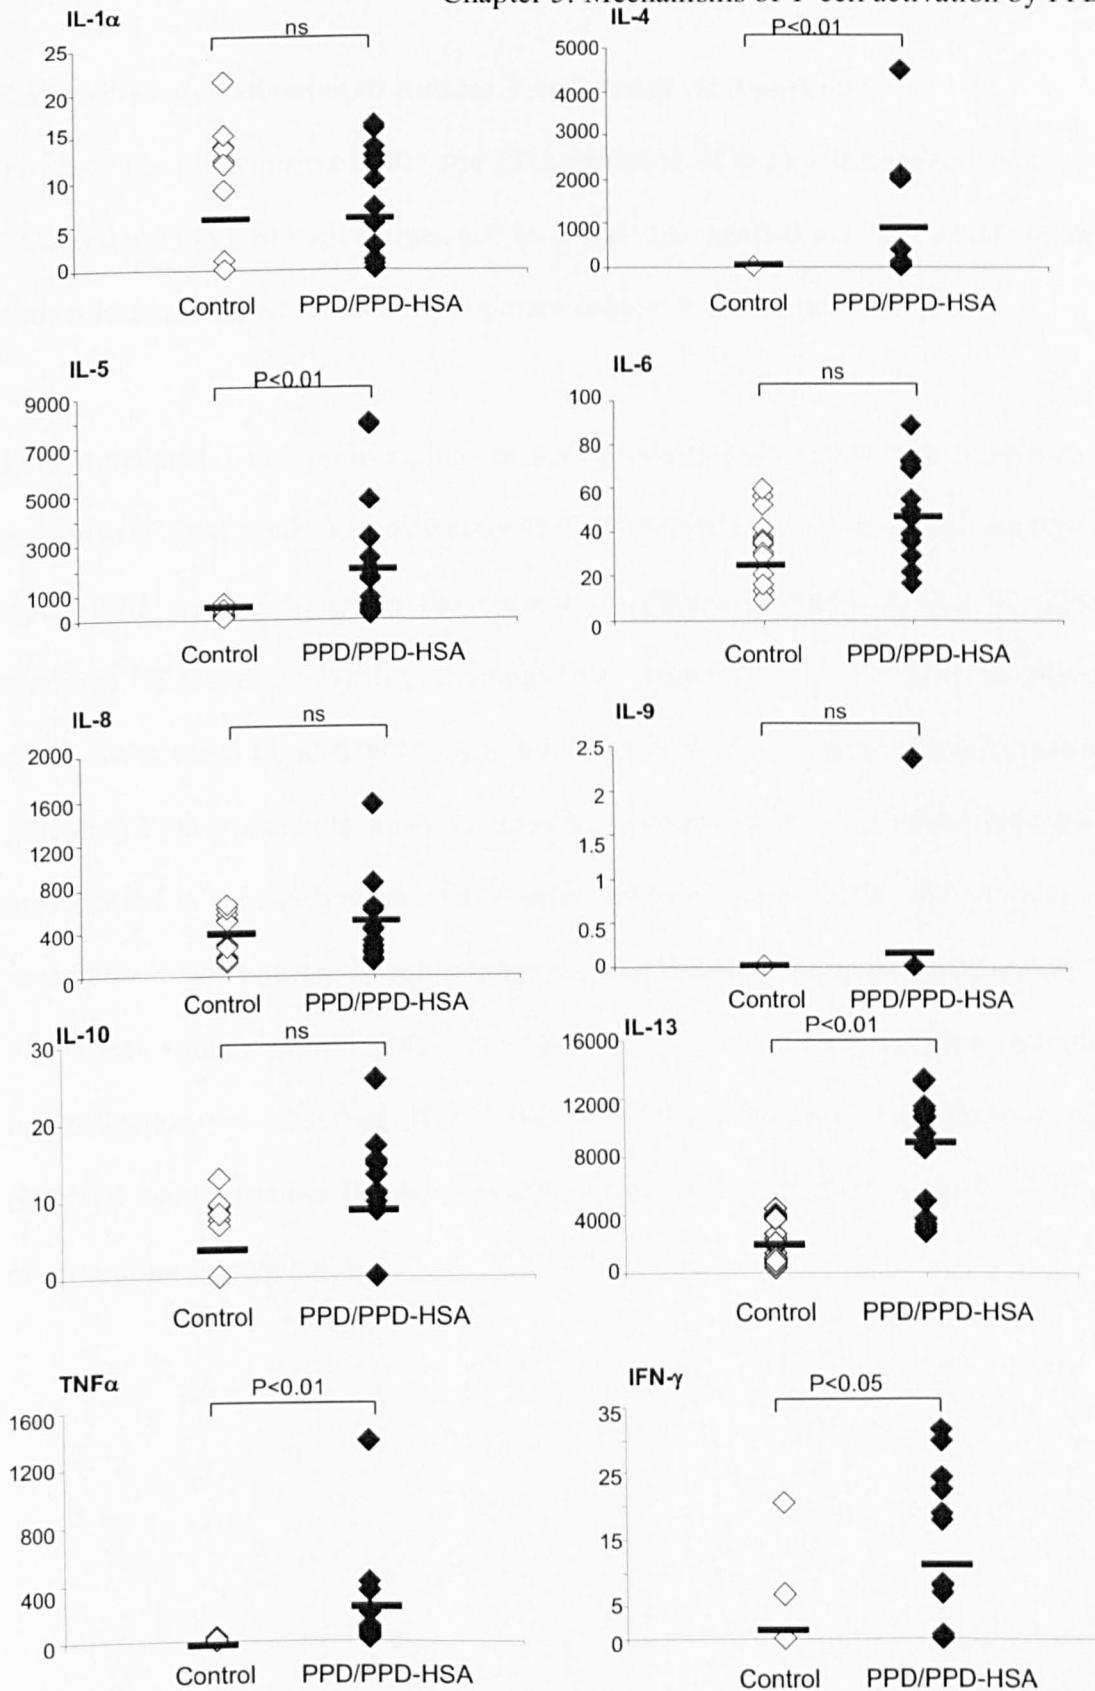 Chapter 5: Mechanisms of T-cell activation by PPD
IL-1α
ns
25
20
15
10
5
0
Control PPD/PPD-HSA
IL-4
P<0.01
5000
4000
3000
2000
1000
0
Control PPD/PPD-HSA
IL-5
P<0.01
9000
7000
5000
3000
1000
0
Control PPD/PPD-HSA
IL-6
ns
100
80
60
40
20
0
Control PPD/PPD-HSA
IL-8
ns
2000
1600
1200
800
400
0
Control PPD/PPD-HSA
IL-9
ns
2.5
2
1.5
1
0.5
0
Control PPD/PPD-HSA
IL-10
ns
30
20
10
0
Control PPD/PPD-HSA
IL-13
P<0.01
16000
12000
8000
4000
0
Control PPD/PPD-HSA
TNFα
P<0.01
1600
1200
800
400
0
Control PPD/PPD-HSA
IFN-γ
P<0.05
35
25
15
5
0
Control PPD/PPD-HSA